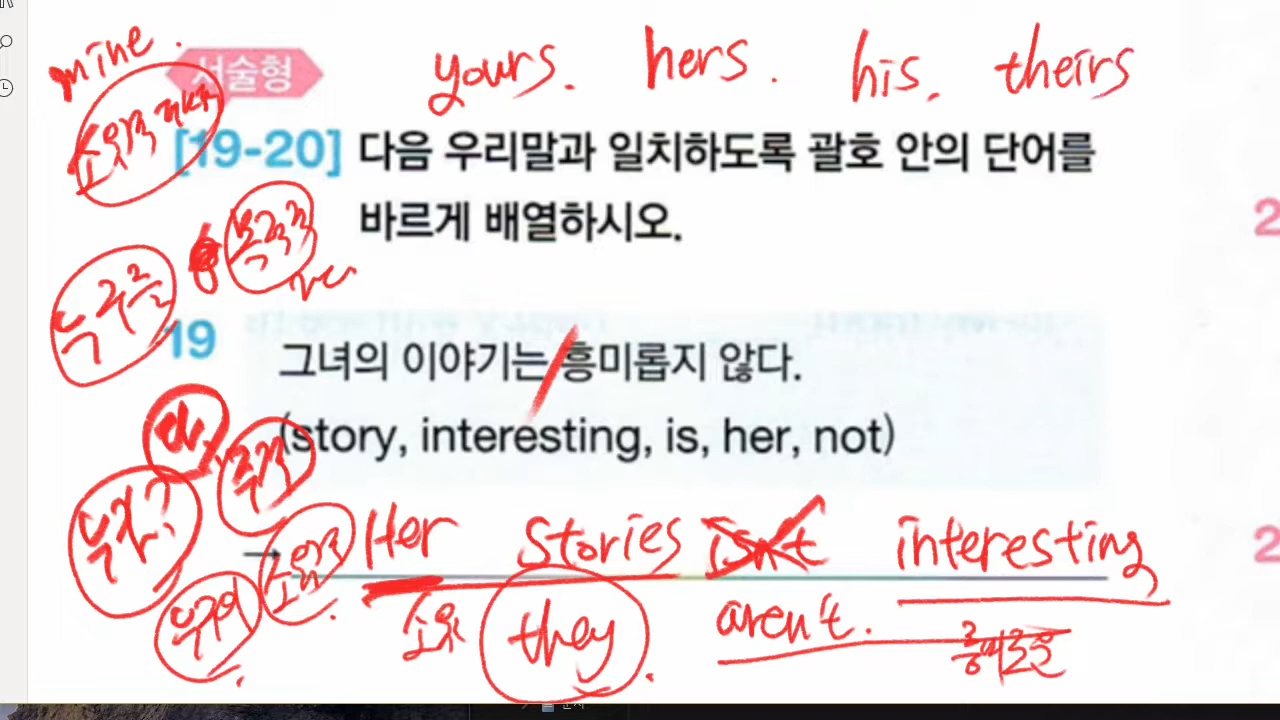 mine.
yours. hers. his. theirs
서술형
소유격
[19-20] 다음 우리말과 일치하도록 괄호 안의 단어를
바르게 배열하시오.
목적격
누구를
19
그녀의 이야기는 흥미롭지 않다.
(story, interesting, is, her, not)
주격
누가?
소유격
→ Her stories isn't interesting
누구의
소유 they. aren't.
흥미로운
2
2